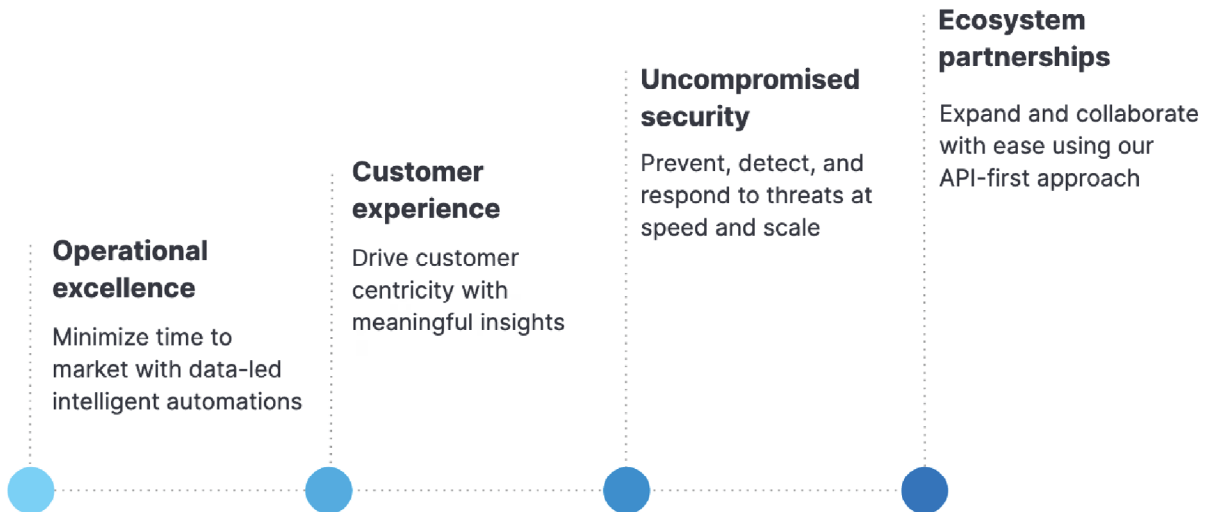 Operational
excellence
Minimize time to
market with data-led
intelligent automations
Customer
experience
Drive customer
centricity with
meaningful insights
Uncompromised
security
Prevent, detect, and
respond to threats at
speed and scale
Ecosystem
partnerships
Expand and collaborate
with ease using our
API-first approach